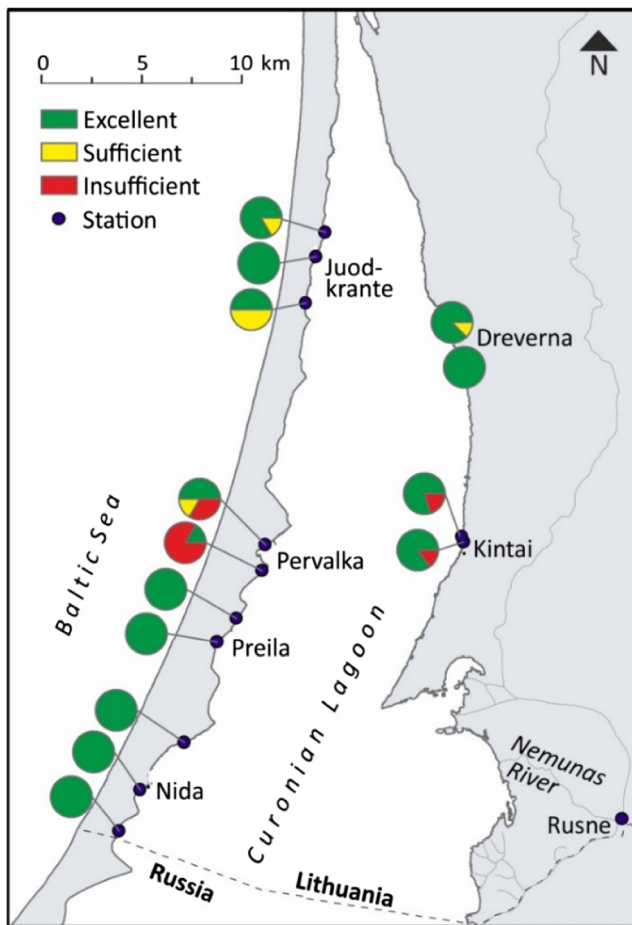 0 5 10 km
N
Excellent
Sufficient
Insufficient
Station
Juod-
krante
Dreverna
Baltic Sea
Pervalka
Kintai
Preila
Curonian Lagoon
Nemunas
River
Nida
Rusne
Russia
Lithuania